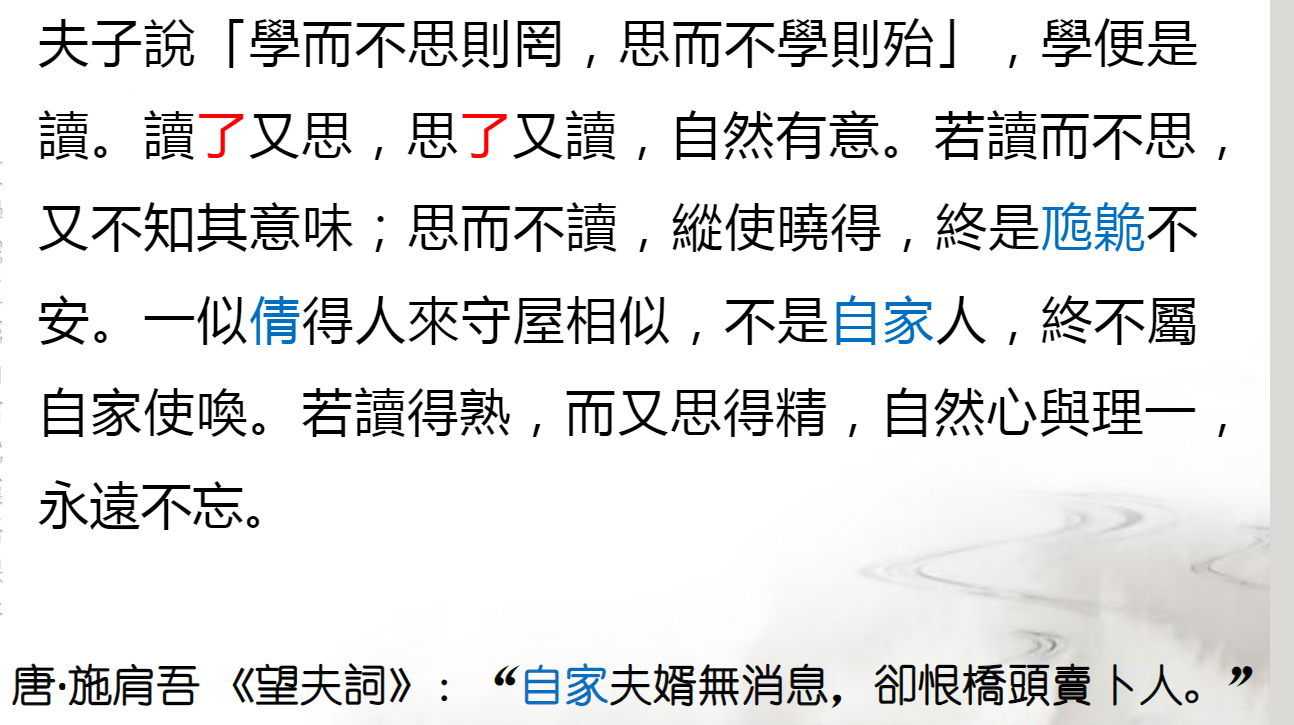 夫子說「學而不思則罔，思而不學則殆」，學便是
讀。讀了又思，思了又讀，自然有意。若讀而不思，
又不知其意味；思而不讀，縱使曉得，終是卼臲不
安。一似倩得人來守屋相似，不是自家人，終不屬
自家使喚。若讀得熟，而又思得精，自然心與理一，
永遠不忘。
唐·施肩吾 《望夫詞》：“自家夫婿無消息，卻恨橋頭賣卜人。”